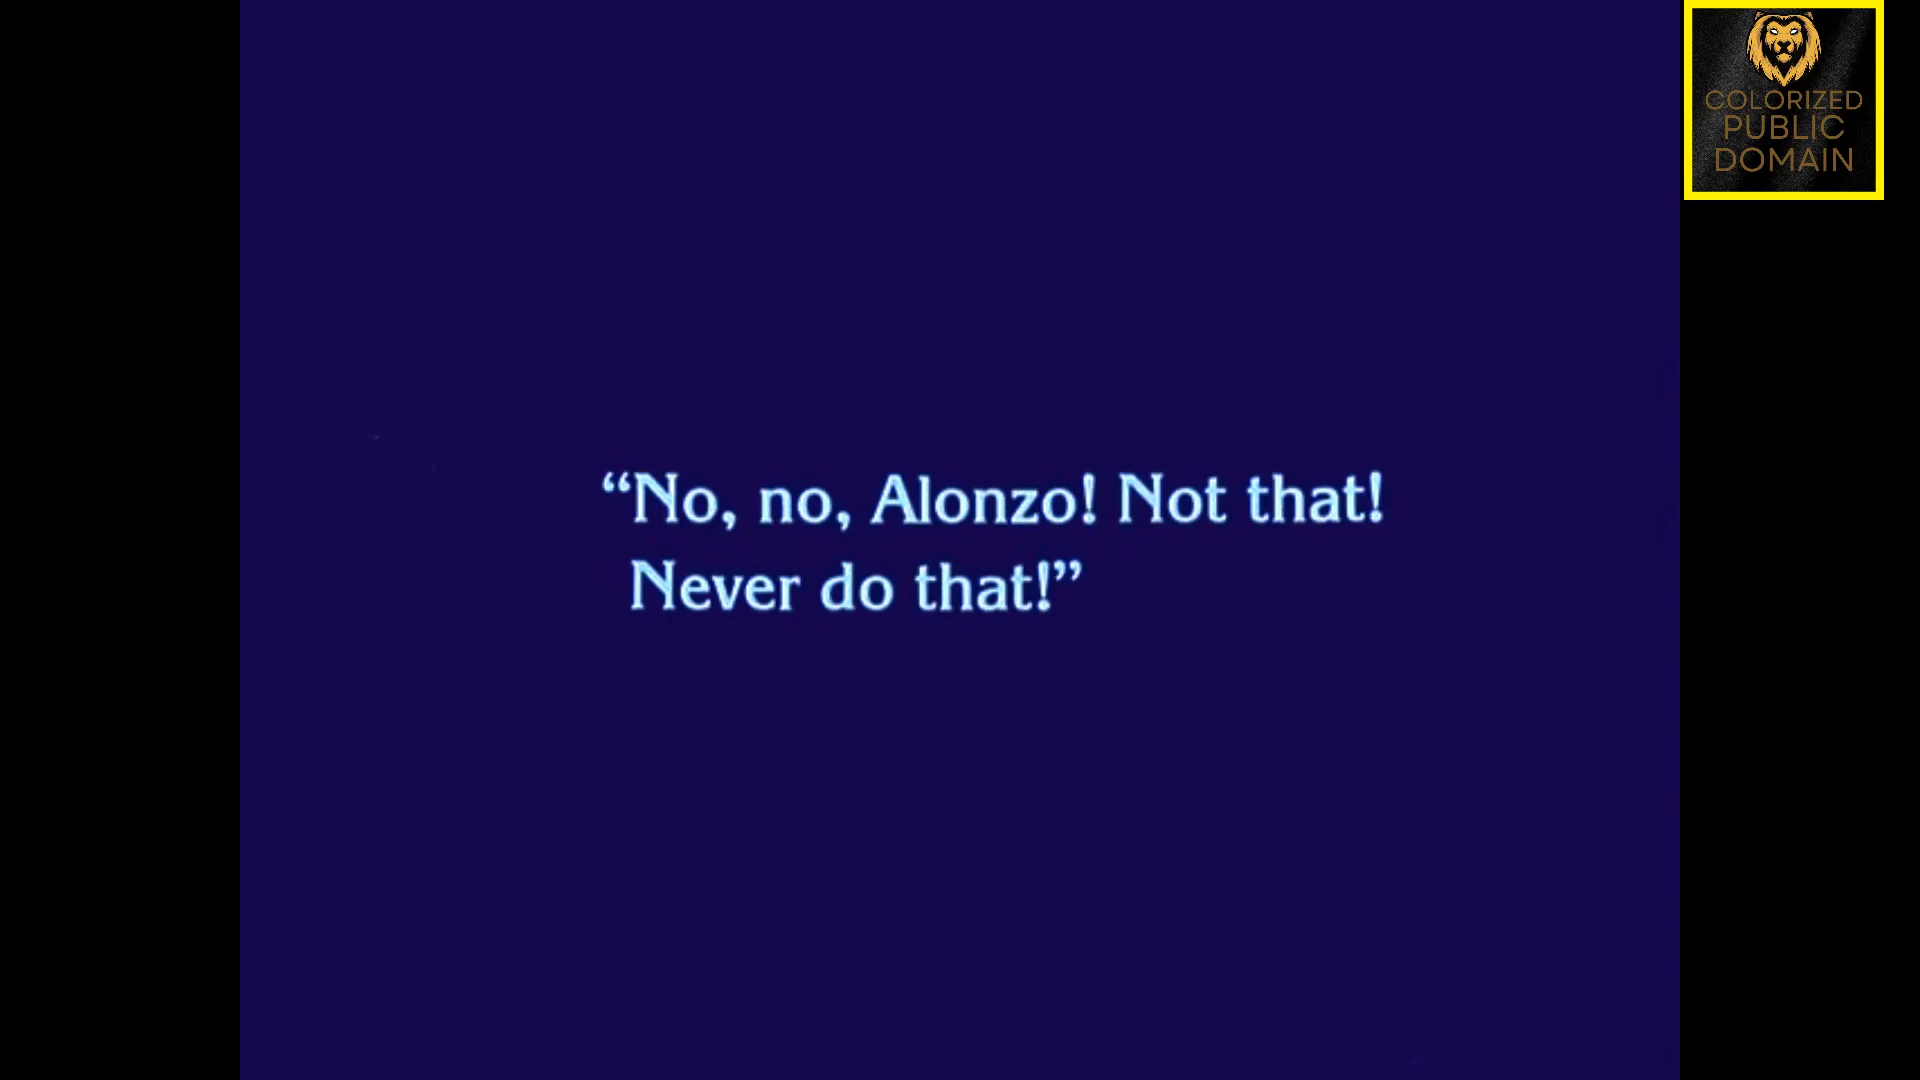 COLORIZED
PUBLIC
DOMAIN
“No, no, Alonzo! Not that!
Never do that!”